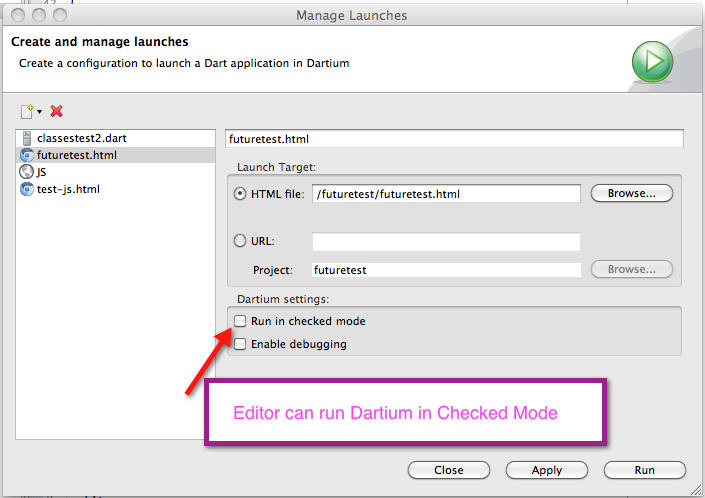 42
Manage Launches
Create and manage launches
Create a configuration to launch a Dart application in Dartium
classestest2.dart
futuretest.html
JS
test-js.html
futuretest.html
Launch Target:
HTML file: /futuretest/futuretest.html Browse...
URL:
Project: futuretest Browse...
Dartium settings:
Run in checked mode
Enable debugging
Editor can run Dartium in Checked Mode
Close Apply Run